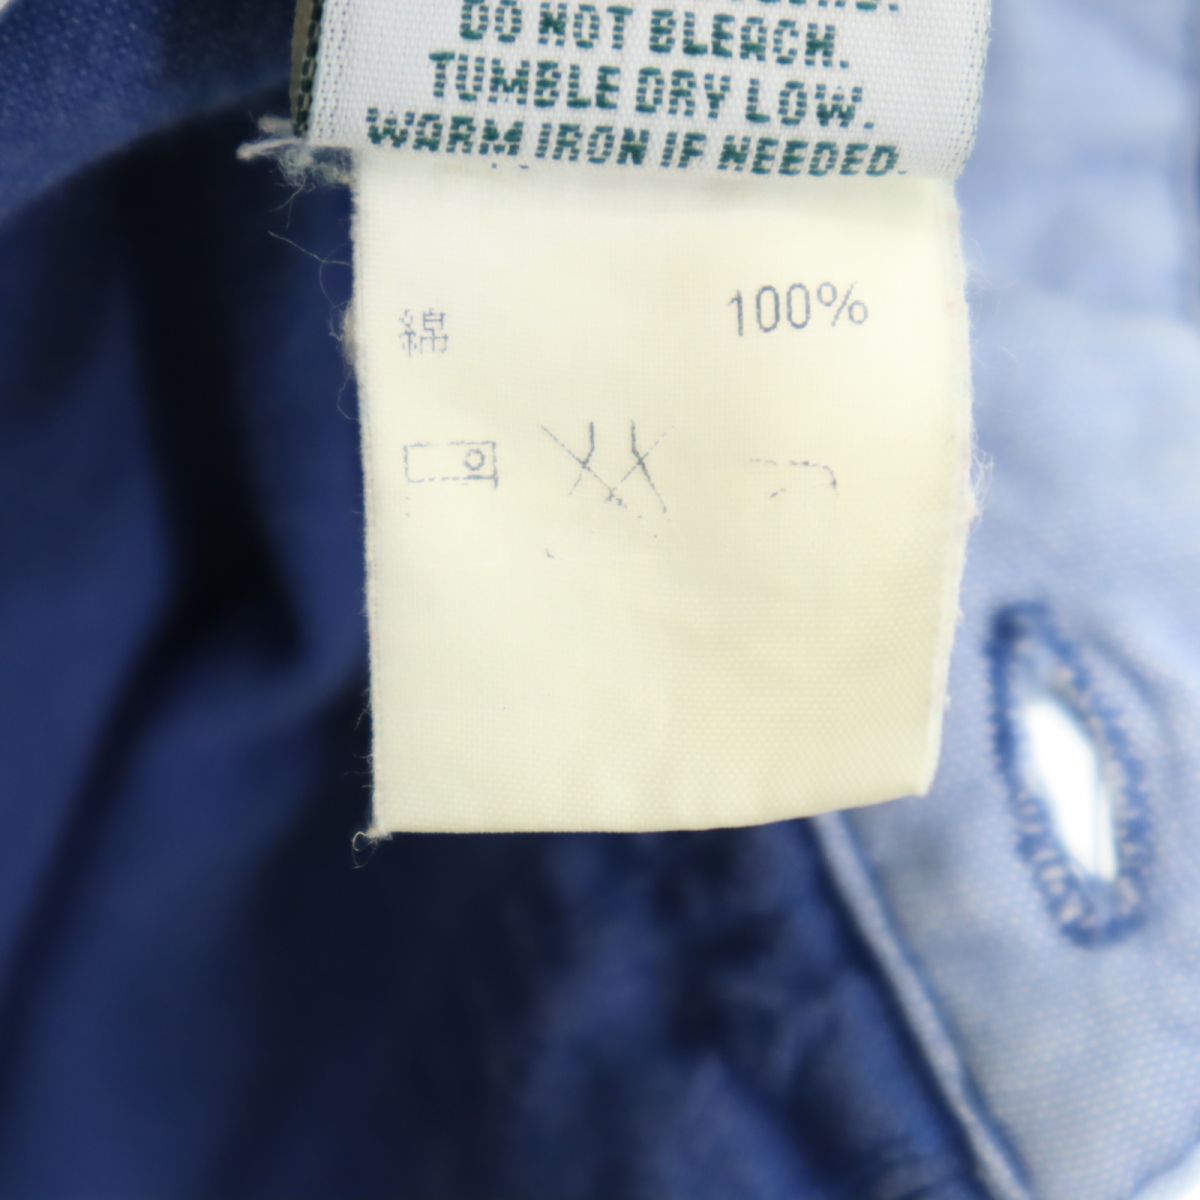 DO NOT BLEACH.
TUMBLE DRY LOW.
WARM IRON IF NEEDED.
綿 100%